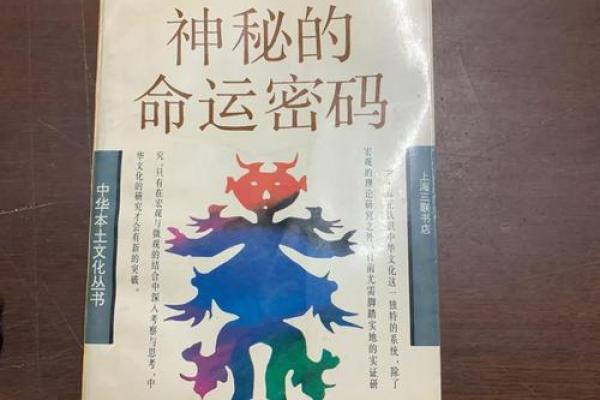 神秘的
命运密码
上海三联书店
认识中华文化这一独特的系统，除了
宏观的理论研究之外，目前尤需脚踏实地的实证研
究，只有在宏观与微观的结合中深入考察与思考，中
华文化的研究才会有新的突破。
中华本土文化丛书